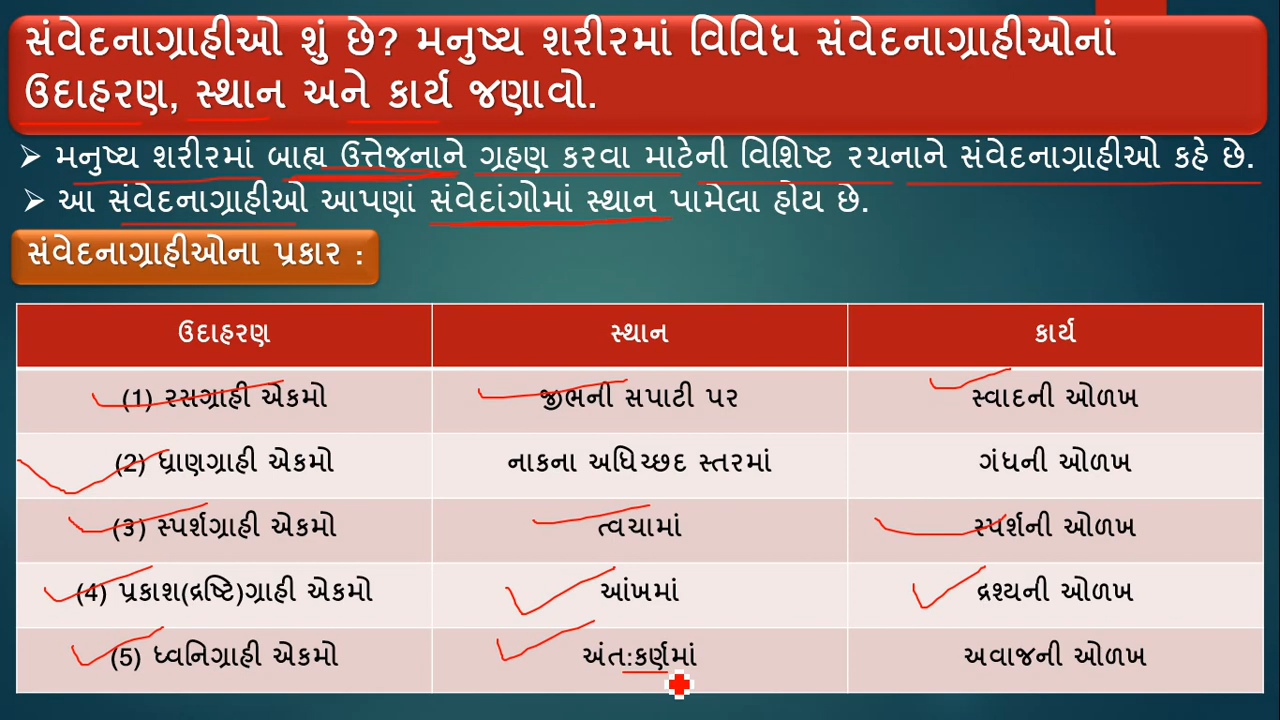 સંવેદનાગ્રાહીઓ શું છે? મનુષ્ય શરીરમાં વિવિધ સંવેદનાગ્રાહીઓનાં
ઉદાહરણ, સ્થાન અને કાર્ય જણાવો.
➢ મનુષ્ય શરીરમાં બાહ્ય ઉત્તેજનાને ગ્રહણ કરવા માટેની વિશિષ્ટ રચનાને સંવેદનાગ્રાહીઓ કહે છે.
➢ આ સંવેદનાગ્રાહીઓ આપણાં સંવેદાંગોમાં સ્થાન પામેલા હોય છે.
સંવેદનાગ્રાહીઓના પ્રકાર :
ઉદાહરણ સ્થાન કાર્ય
(1) રસગ્રાહી એકમો જીભની સપાટી પર સ્વાદની ઓળખ
(2) ઘ્રાણગ્રાહી એકમો નાકના અધિચ્છદ સ્તરમાં ગંધની ઓળખ
(3) સ્પર્શગ્રાહી એકમો ત્વચામાં સ્પર્શની ઓળખ
(4) પ્રકાશ(દ્રષ્ટિ)ગ્રાહી એકમો આંખમાં દ્રશ્યની ઓળખ
(5) ધ્વનિગ્રાહી એકમો અંત:કર્ણમાં અવાજની ઓળખ